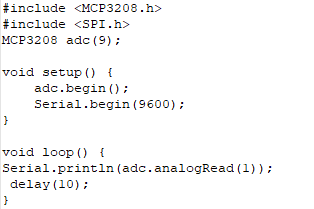 #include <MCP3208.h>
#include <SPI.h>
MCP3208 adc(9);

void setup() {
    adc.begin();
    Serial.begin(9600);
}

void loop() {
Serial.println(adc.analogRead(1));
 delay(10);
}